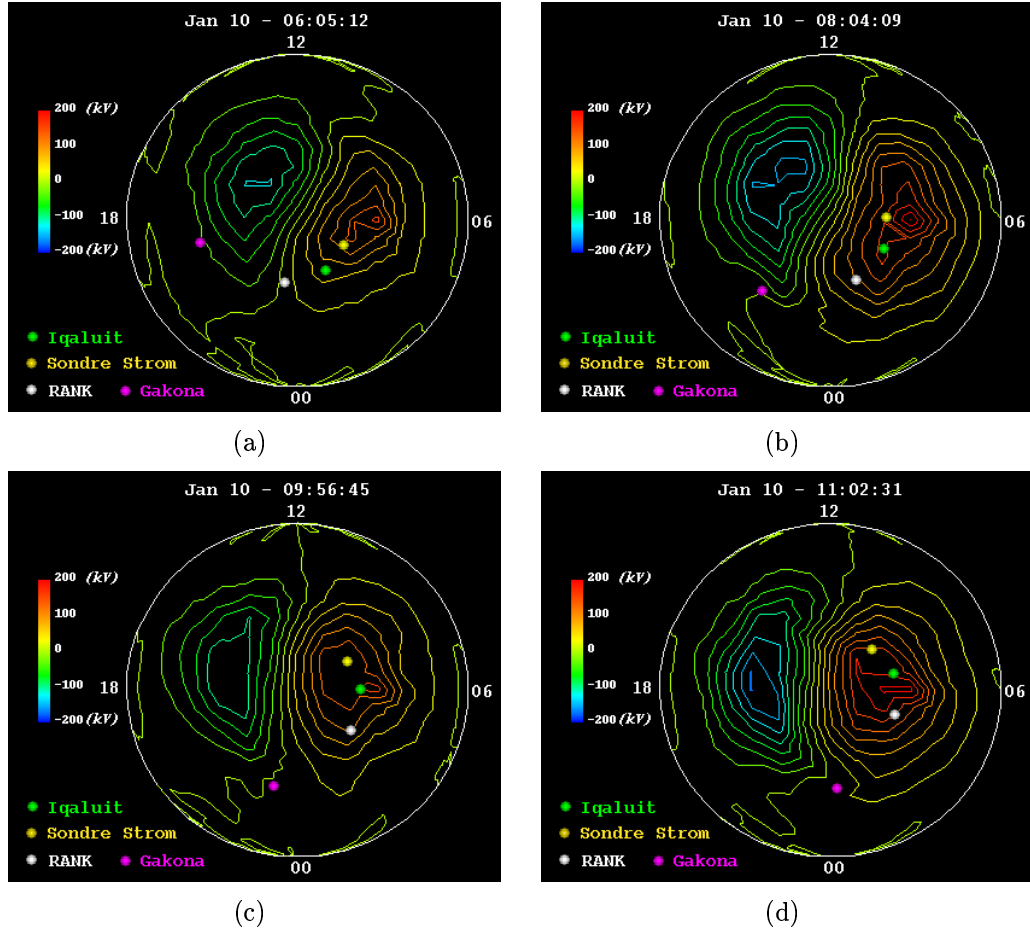 Jan 10 - 06:05:12
12
200 (kV)
100
0
18
06
-100
-200(kV)
Iqaluit
Sondre Strom
RANK
Gakona
00
(a)
Jan 10 - 08:04:09
12
200 (kV)
100
0
18
06
-100
-200(kV)
Iqaluit
Sondre Strom
RANK
Gakona
00
(b)
Jan 10 - 09:56:45
12
200 (kV)
100
0
18
06
-100
-200(kV)
Iqaluit
Sondre Strom
RANK
Gakona
00
(c)
Jan 10 - 11:02:31
12
200 (kV)
100
0
18
06
-100
-200(kV)
Iqaluit
Sondre Strom
RANK
Gakona
00
(d)